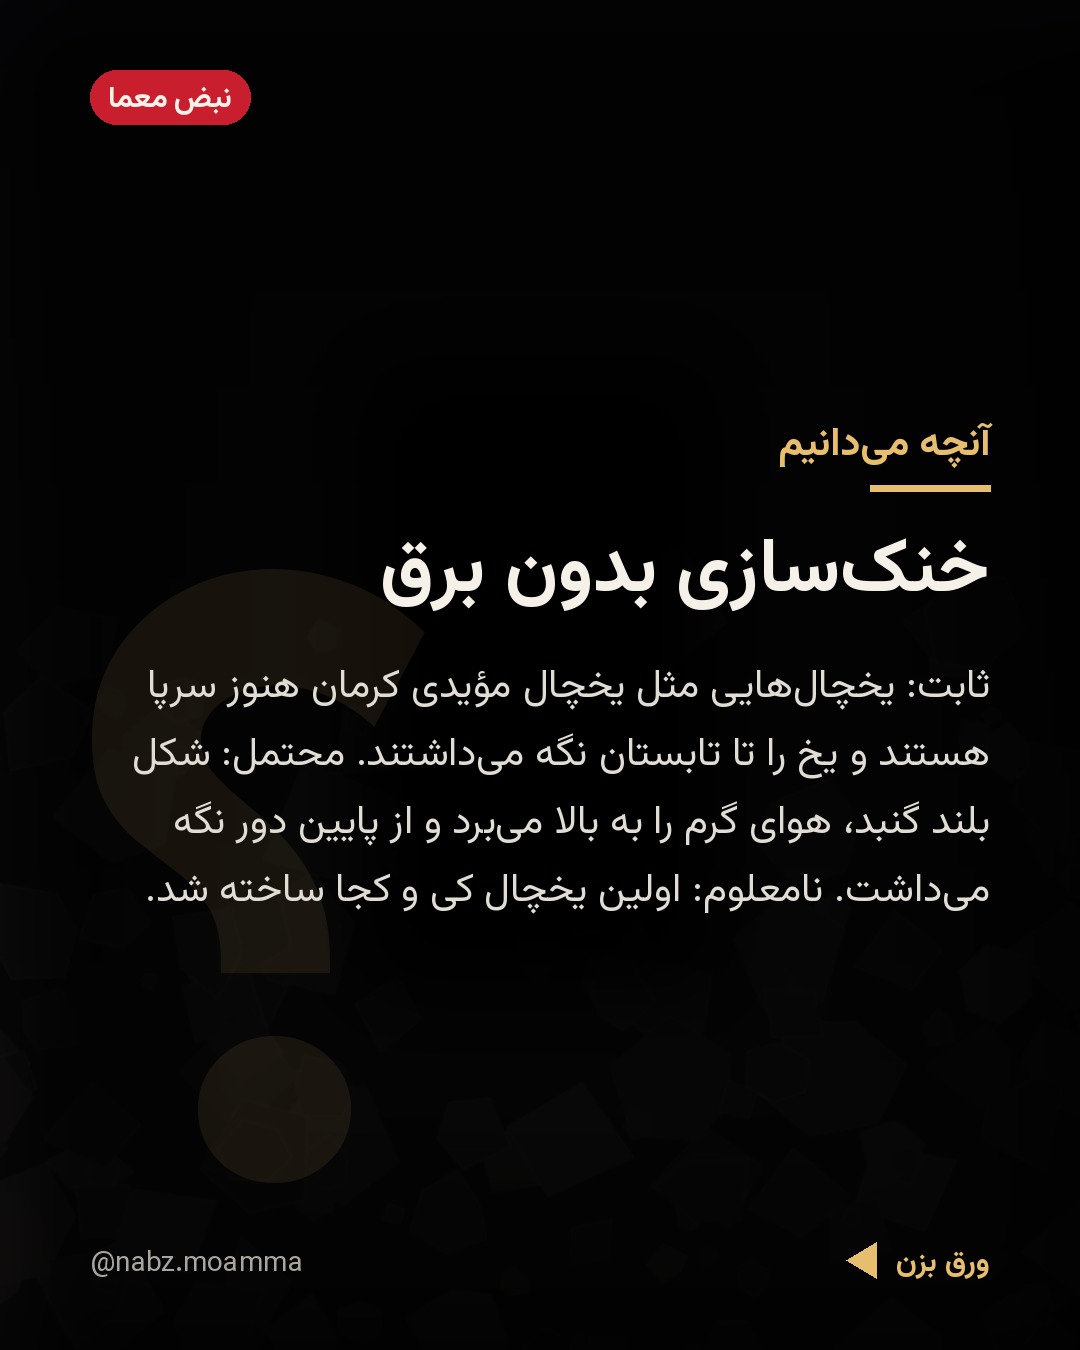 نبض معما
آنچه می‌دانیم
خنک‌سازی بدون برق
ثابت: یخچال‌هایی مثل یخچال مؤیدی کرمان هنوز سرپا
هستند و یخ را تا تابستان نگه می‌داشتند. محتمل: شکل
بلند گنبد، هوای گرم را به بالا می‌برد و از پایین دور نگه
می‌داشت. نامعلوم: اولین یخچال کی و کجا ساخته شد.
ورق بزن
@nabz.moamma